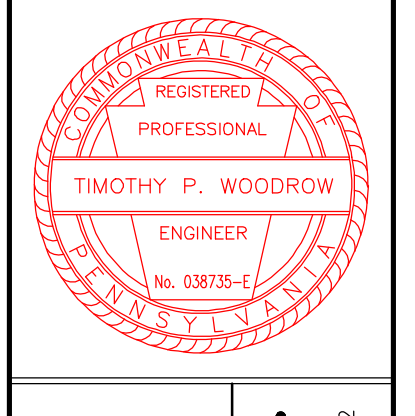 COMMONWEALTH OF
REGISTERED
PROFESSIONAL
TIMOTHY P. WOODROW
ENGINEER
No. 038735-E
PENNSYLVANIA